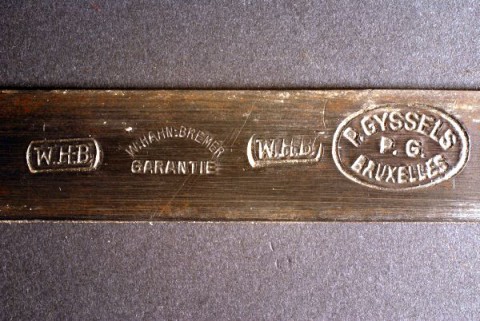 W.H.B.
W.HAHN:BREMER
GARANTIE
W.H.B.
P. GYSSELS
P. G.
BRUXELLES